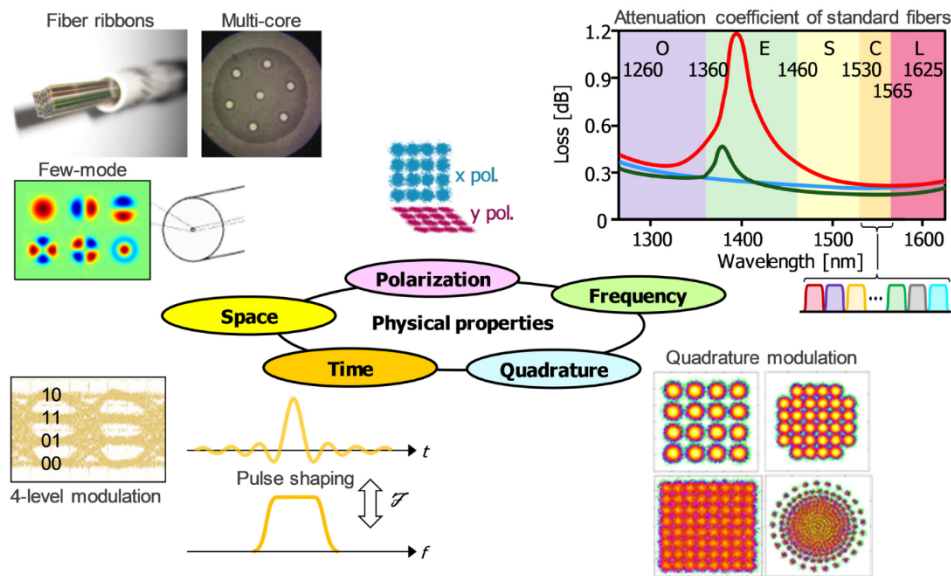 Fiber ribbons
Multi-core
Few-mode
x pol.
y pol.
Attenuation coefficient of standard fibers
O E S C L
1260 1360 1460 1530 1625
1565
Loss [dB]
1.2
0.9
0.6
0.3
0
1300 1400 1500 1600
Wavelength [nm]
...
Polarization
Frequency
Space
Physical properties
Time
Quadrature
10
11
01
00
4-level modulation
t
Pulse shaping
ℱ
f
Quadrature modulation